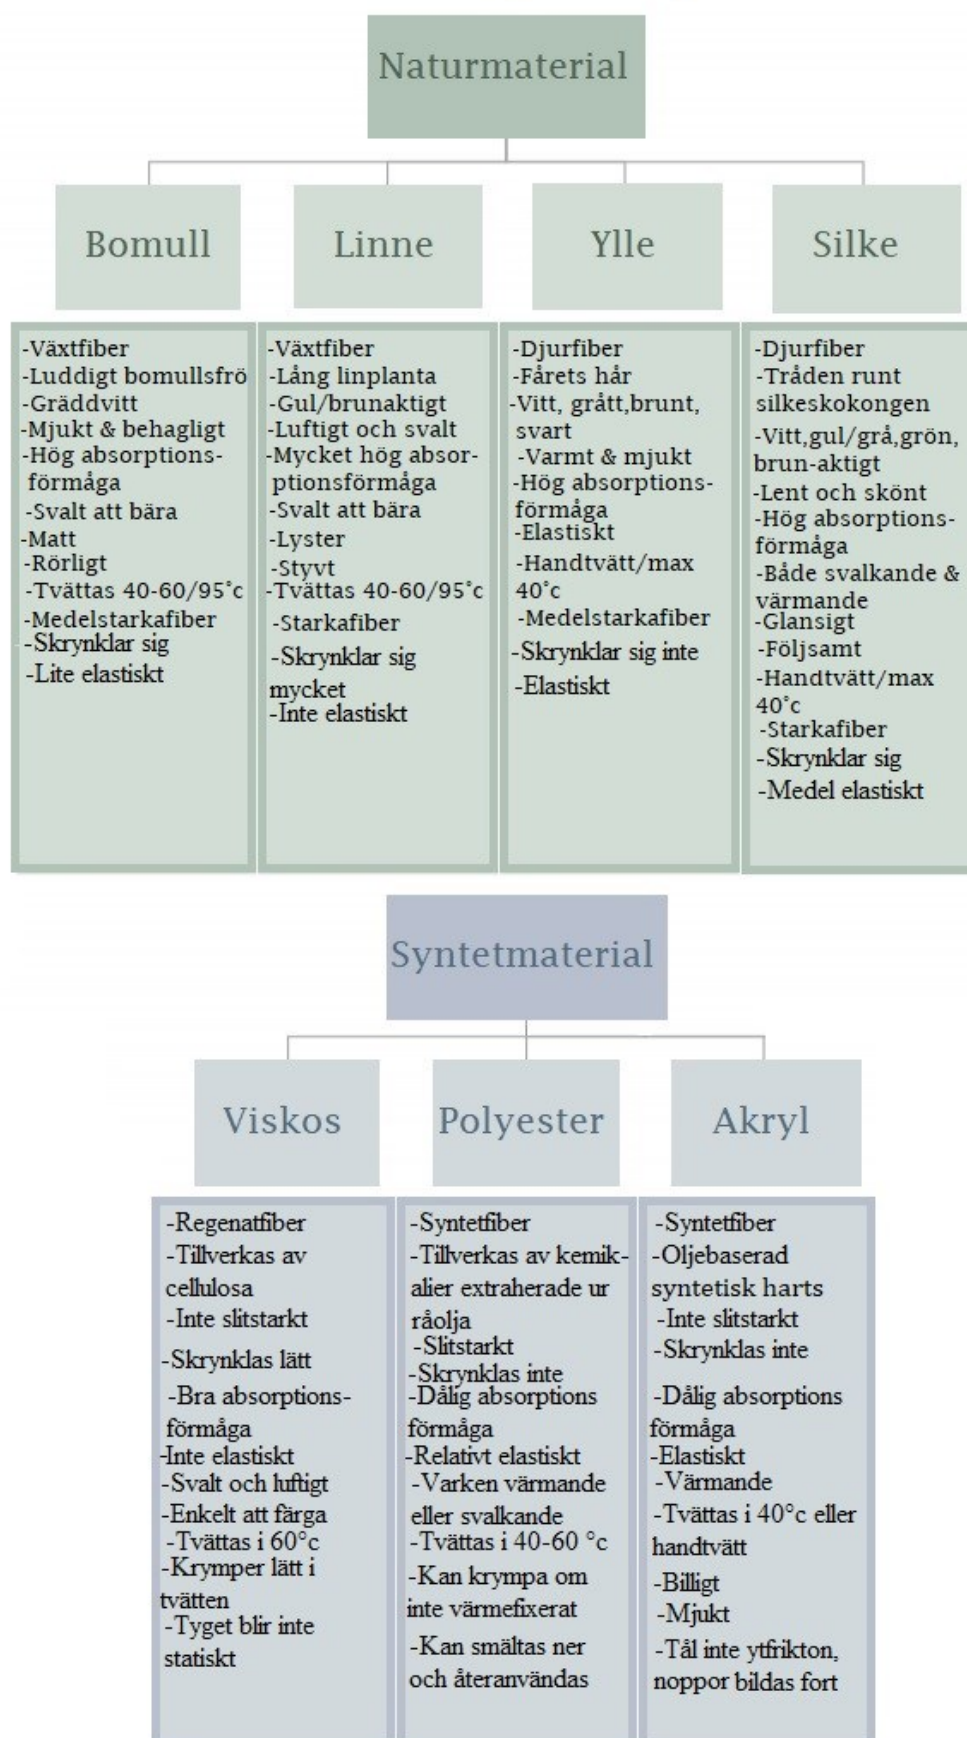 Naturmaterial
Bomull
-Växtfiber
-Luddigt bomullsfrö
-Gräddvitt
-Mjukt & behagligt
-Hög absorptions-
förmåga
-Svalt att bära
-Matt
-Rörligt
-Tvättas 40-60/95°c
-Medelstarkafiber
-Skrynklar sig
-Lite elastiskt
Linne
-Växtfiber
-Lång linplanta
-Gul/brunaktigt
-Luftigt och svalt
-Mycket hög absor-
ptionsförmåga
-Svalt att bära
-Lyster
-Styvt
-Tvättas 40-60/95°c
-Starkafiber
-Skrynklar sig
mycket
-Inte elastiskt
Ylle
-Djurfiber
-Fårets hår
-Vitt, grått,brunt,
svart
-Varmt & mjukt
-Hög absorptions-
förmåga
-Elastiskt
-Handtvätt/max
40°c
-Medelstarkafiber
-Skrynklar sig inte
-Elastiskt
Silke
-Djurfiber
-Tråden runt
silkeskokongen
-Vitt,gul/grå,grön,
brun-aktigt
-Lent och skönt
-Hög absorptions-
förmåga
-Både svalkande &
värmande
-Glansigt
-Följsamt
-Handtvätt/max
40°c
-Starkafiber
-Skrynklar sig
-Medel elastiskt
Syntetmaterial
Viskos
-Regenatfiber
-Tillverkas av
cellulosa
-Inte slitstarkt
-Skrynklas lätt
-Bra absorptions-
förmåga
-Inte elastiskt
-Svalt och luftigt
-Enkelt att färga
-Tvättas i 60°c
-Krymper lätt i
tvätten
-Tyget blir inte
statiskt
Polyester
-Syntetfiber
-Tillverkas av kemik-
alier extraherade ur
råolja
-Slitstarkt
-Skrynklas inte
-Dålig absorptions
förmåga
-Relativt elastiskt
-Varken värmande
eller svalkande
-Tvättas i 40-60 °c
-Kan krympa om
inte värmefixerat
-Kan smältas ner
och återanvändas
Akryl
-Syntetfiber
-Oljebaserad
syntetisk harts
-Inte slitstarkt
-Skrynklas inte
-Dålig absorptions
förmåga
-Elastiskt
-Värmande
-Tvättas i 40°c eller
handtvätt
-Billigt
-Mjukt
-Tål inte ytfrikton,
noppor bildas fort